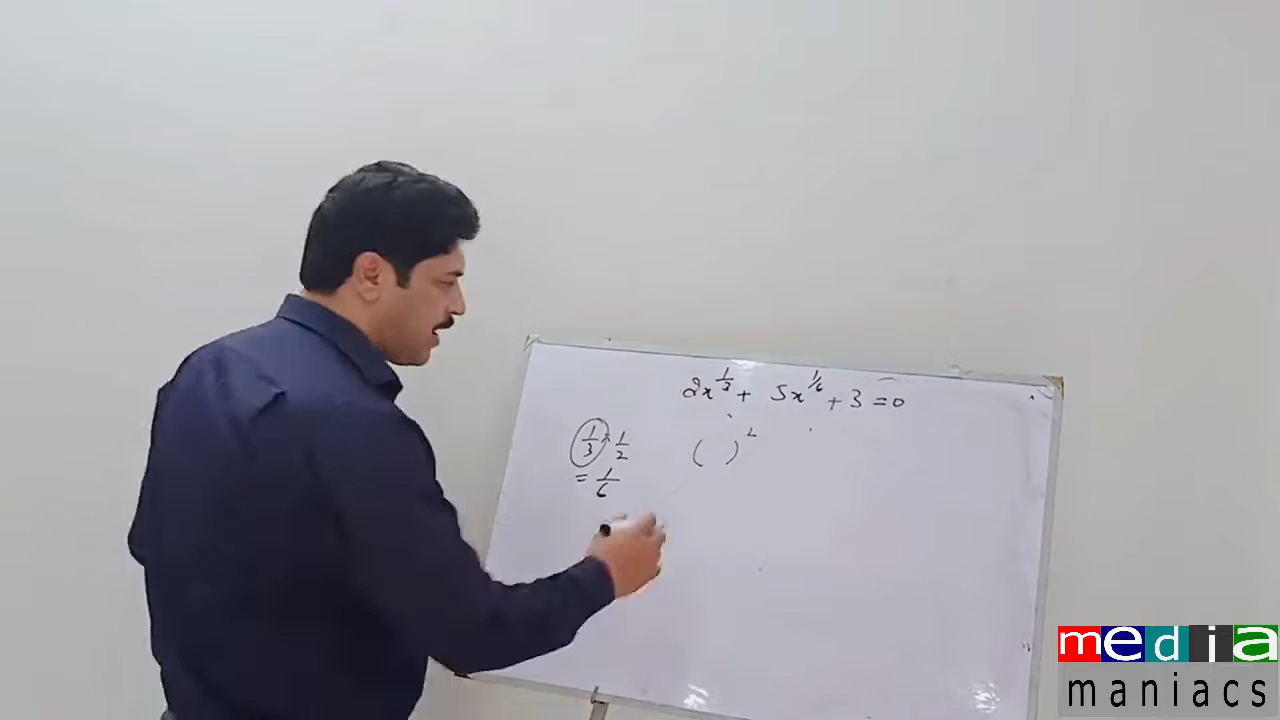 2x^{1/3} + 5x^{1/6} + 3 = 0
1/3 × 1/2
= 1/6
( )^2
media
maniacs